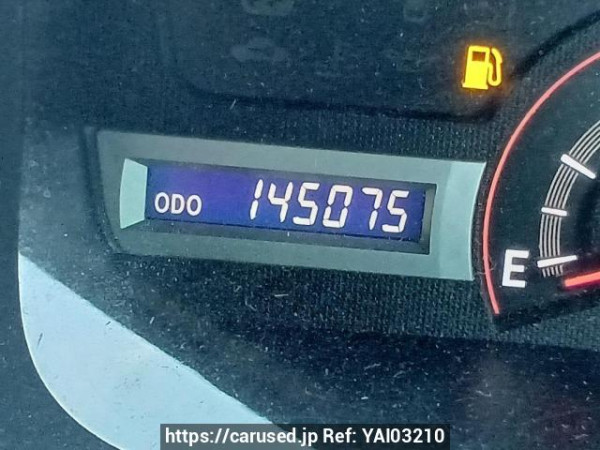 ODO 145075
E
https://carused.jp Ref: YAI03210